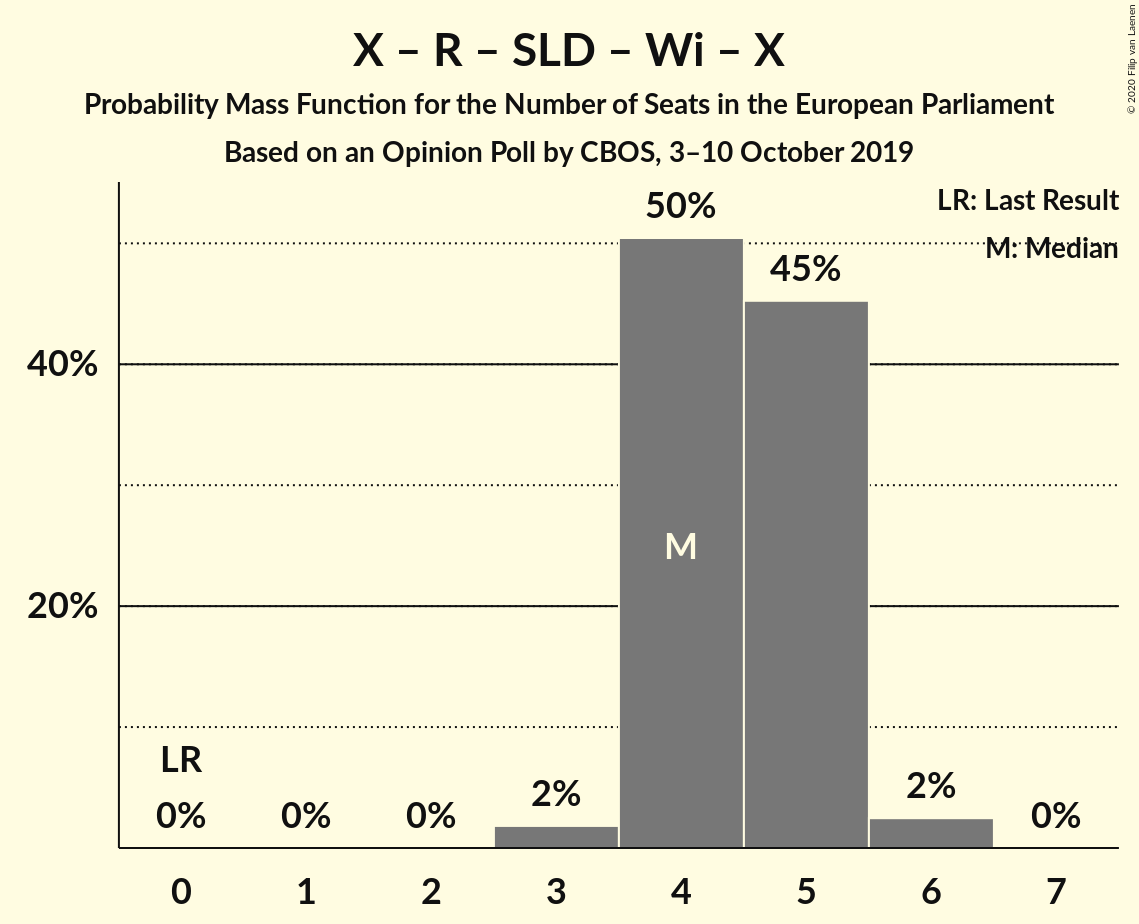 X – R – SLD – Wi – X
Probability Mass Function for the Number of Seats in the European Parliament
Based on an Opinion Poll by CBOS, 3–10 October 2019
© 2020 Filip van Laenen
LR: Last Result
M: Median
50%
45%
40%
M
20%
LR
0%
0%
0%
2%
2%
0%
0
1
2
3
4
5
6
7